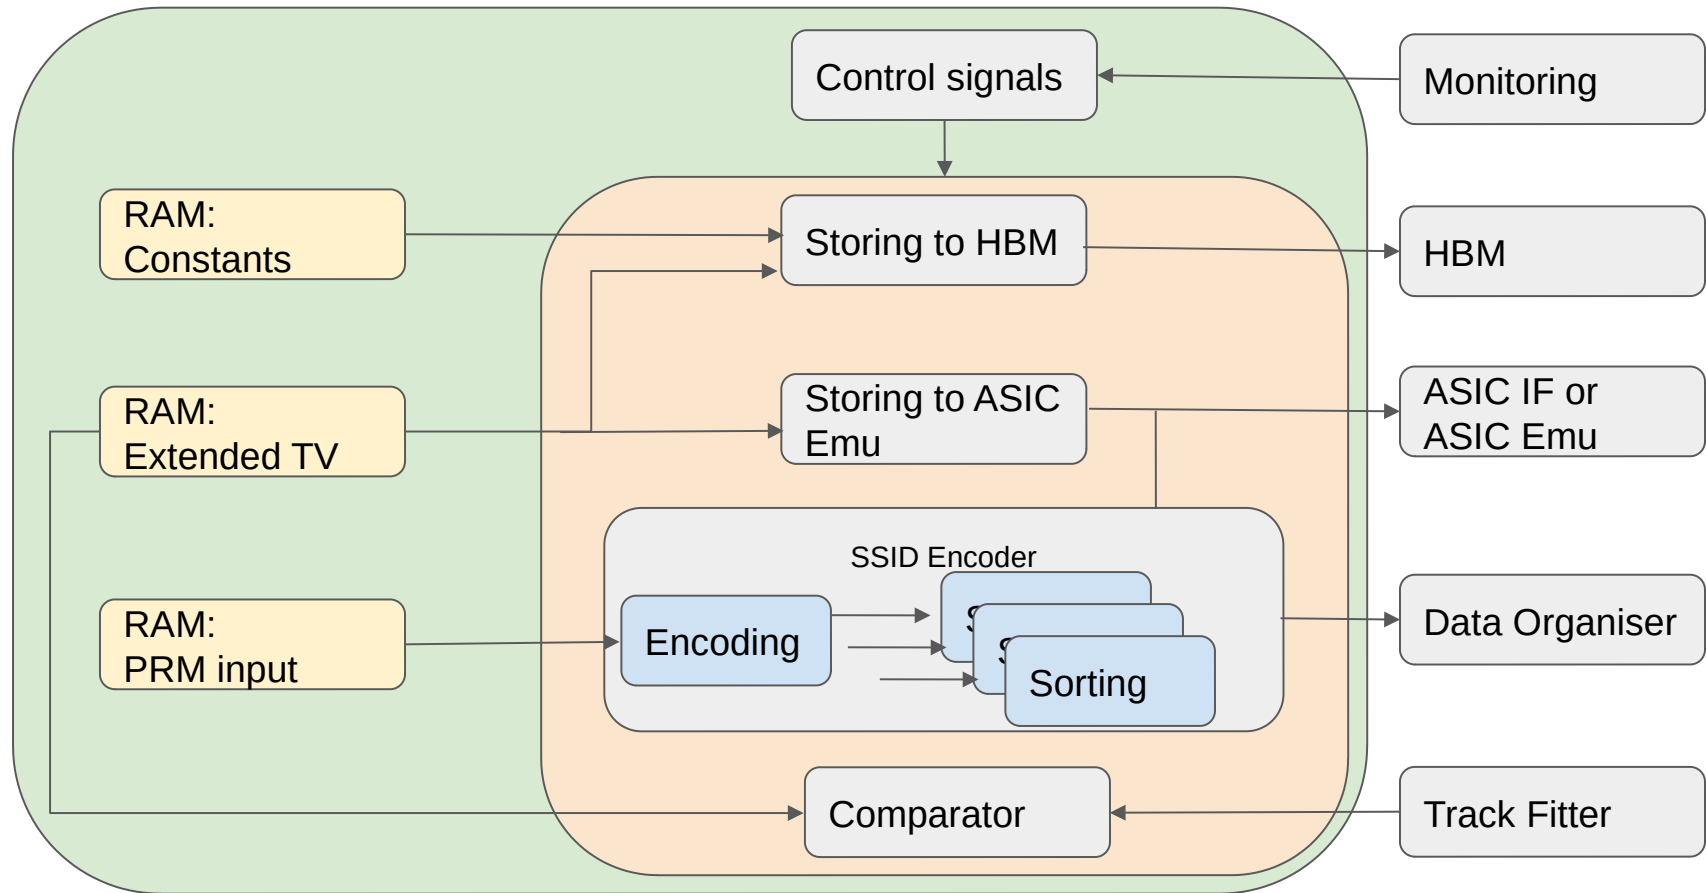 Control signals
Monitoring
RAM:
Constants
Storing to HBM
HBM
RAM:
Extended TV
Storing to ASIC
Emu
ASIC IF or
ASIC Emu
SSID Encoder
RAM:
PRM input
Encoding
S
S
Sorting
Data Organiser
Comparator
Track Fitter